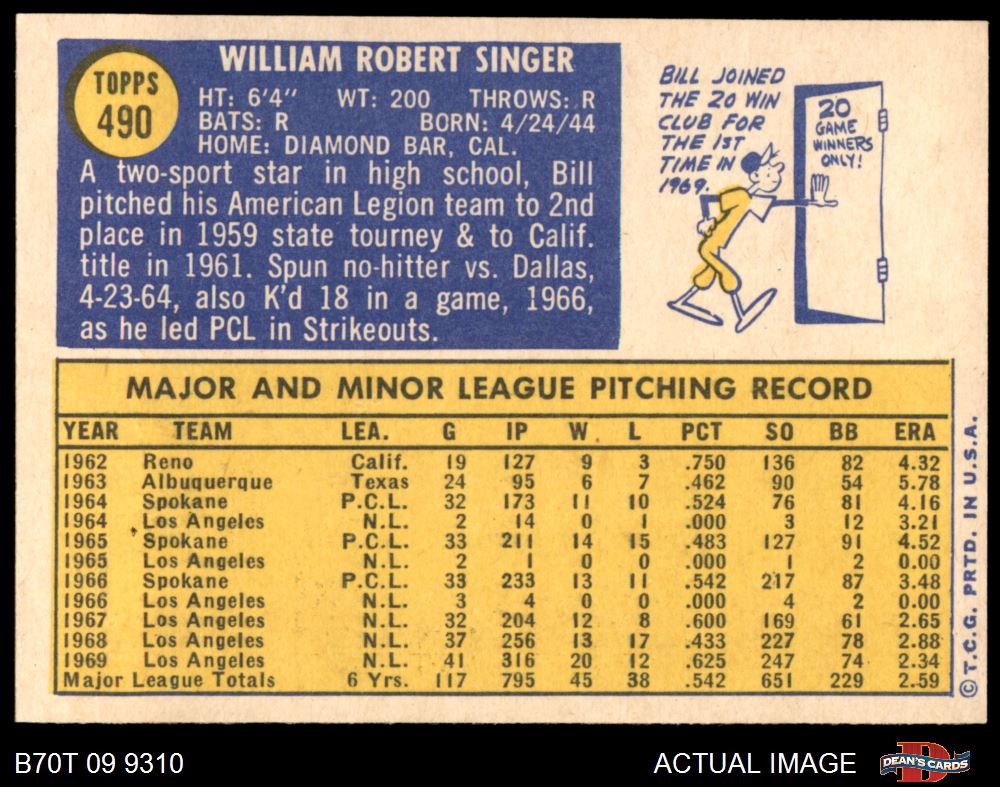 TOPPS
490
WILLIAM ROBERT SINGER
HT: 6'4" WT: 200 THROWS: R
BATS: R BORN: 4/24/44
HOME: DIAMOND BAR, CAL.
A two-sport star in high school, Bill
pitched his American Legion team to 2nd
place in 1959 state tourney & to Calif.
title in 1961. Spun no-hitter vs. Dallas,
4-23-64, also K'd 18 in a game, 1966,
as he led PCL in Strikeouts.
BILL JOINED
THE 20 WIN
CLUB FOR
THE 1ST
TIME IN
1969.
20
GAME
WINNERS
ONLY!
MAJOR AND MINOR LEAGUE PITCHING RECORD
YEAR TEAM LEA. G IP W L PCT SO BB ERA
1962 Reno Calif. 19 127 9 3 .750 136 82 4.32
1963 Albuquerque Texas 24 95 6 7 .462 90 54 5.78
1964 Spokane P.C.L. 32 173 11 10 .524 76 81 4.16
1964 Los Angeles N.L. 2 14 0 1 .000 3 12 3.21
1965 Spokane P.C.L. 33 211 14 15 .483 127 91 4.52
1965 Los Angeles N.L. 2 1 0 0 .000 1 2 0.00
1966 Spokane P.C.L. 33 233 13 11 .542 217 87 3.48
1966 Los Angeles N.L. 3 4 0 0 .000 4 2 0.00
1967 Los Angeles N.L. 32 204 12 8 .600 169 61 2.65
1968 Los Angeles N.L. 37 256 13 17 .433 227 78 2.88
1969 Los Angeles N.L. 41 316 20 12 .625 247 74 2.34
Major League Totals 6 Yrs. 117 795 45 38 .542 651 229 2.59
© T.C.G. PRTD. IN U.S.A.
B70T 09 9310
ACTUAL IMAGE
DEAN'S CARDS